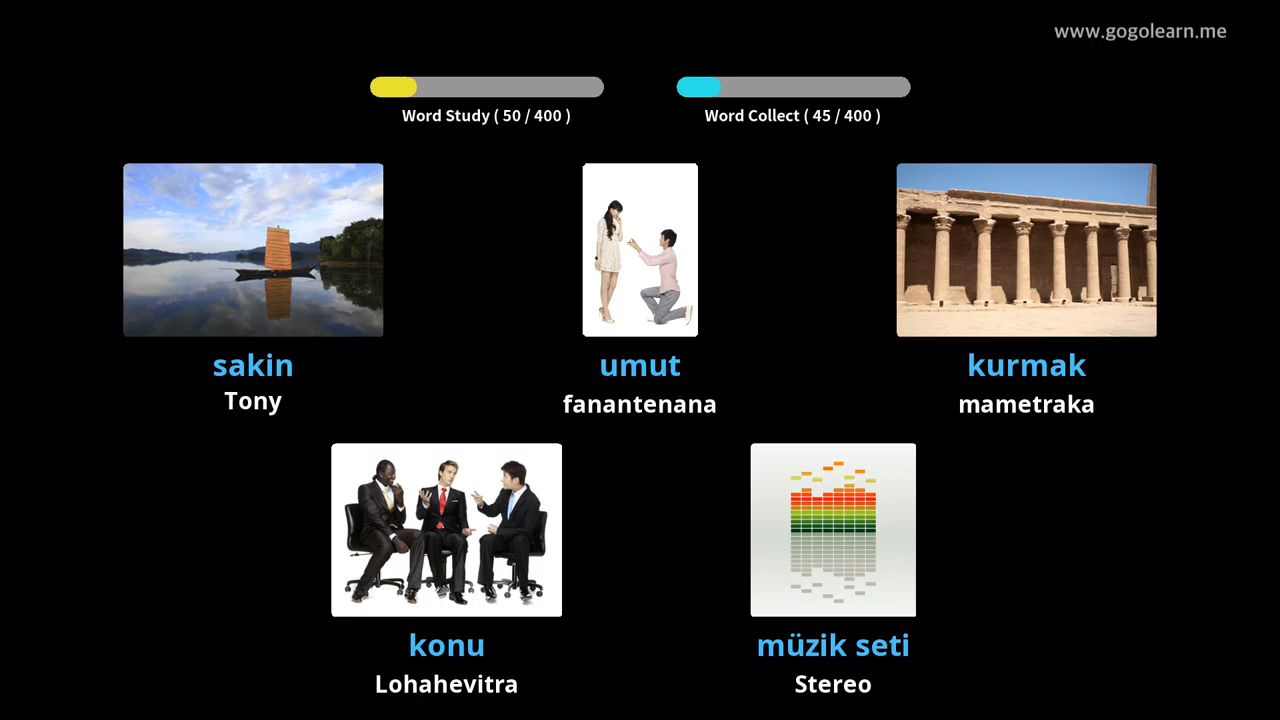 www.gogolearn.me
Word Study ( 50 / 400 )
Word Collect ( 45 / 400 )
sakin
Tony
umut
fanantenana
kurmak
mametraka
konu
Lohahevitra
müzik seti
Stereo